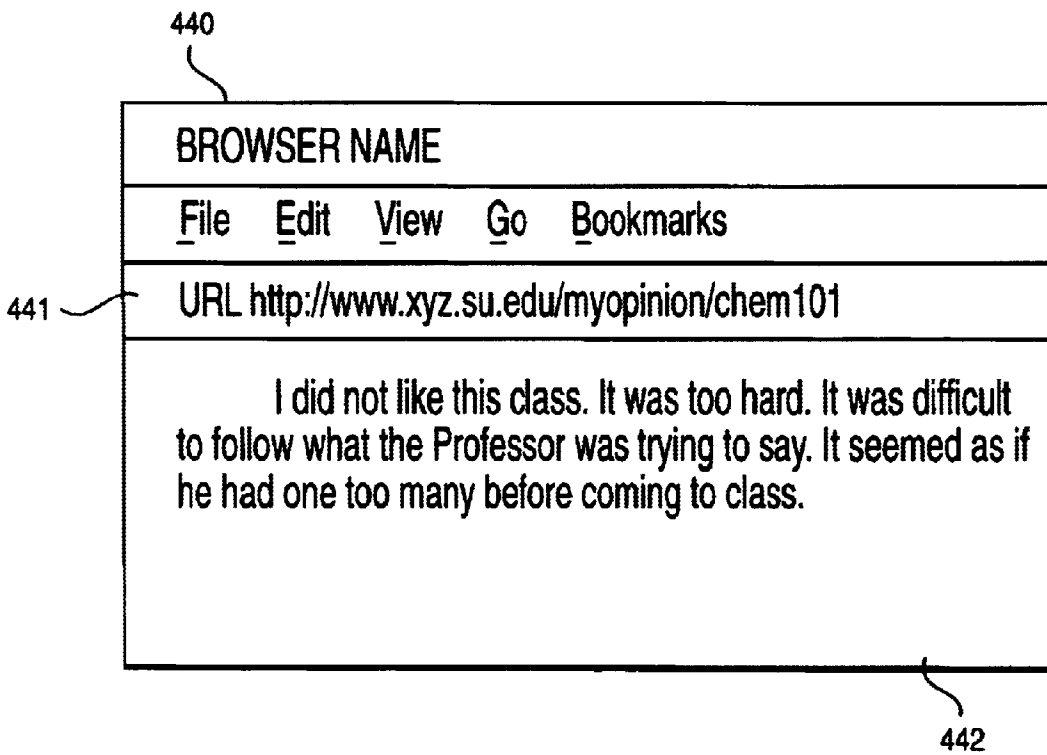 440
BROWSER NAME
File Edit View Go Bookmarks
441
URL http://www.xyz.su.edu/myopinion/chem101
I did not like this class. It was too hard. It was difficult
to follow what the Professor was trying to say. It seemed as if
he had one too many before coming to class.
442